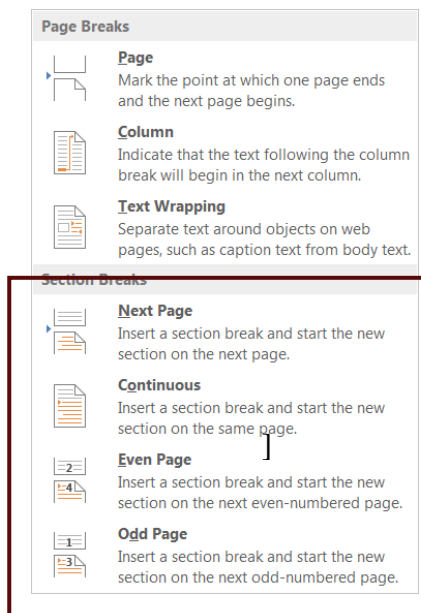 Page Breaks
Page
Mark the point at which one page ends
and the next page begins.
Column
Indicate that the text following the column
break will begin in the next column.
Text Wrapping
Separate text around objects on web
pages, such as caption text from body text.
Section Breaks
Next Page
Insert a section break and start the new
section on the next page.
Continuous
Insert a section break and start the new
section on the same page.
2
4
Even Page
Insert a section break and start the new
section on the next even-numbered page.
1
3
Odd Page
Insert a section break and start the new
section on the next odd-numbered page.